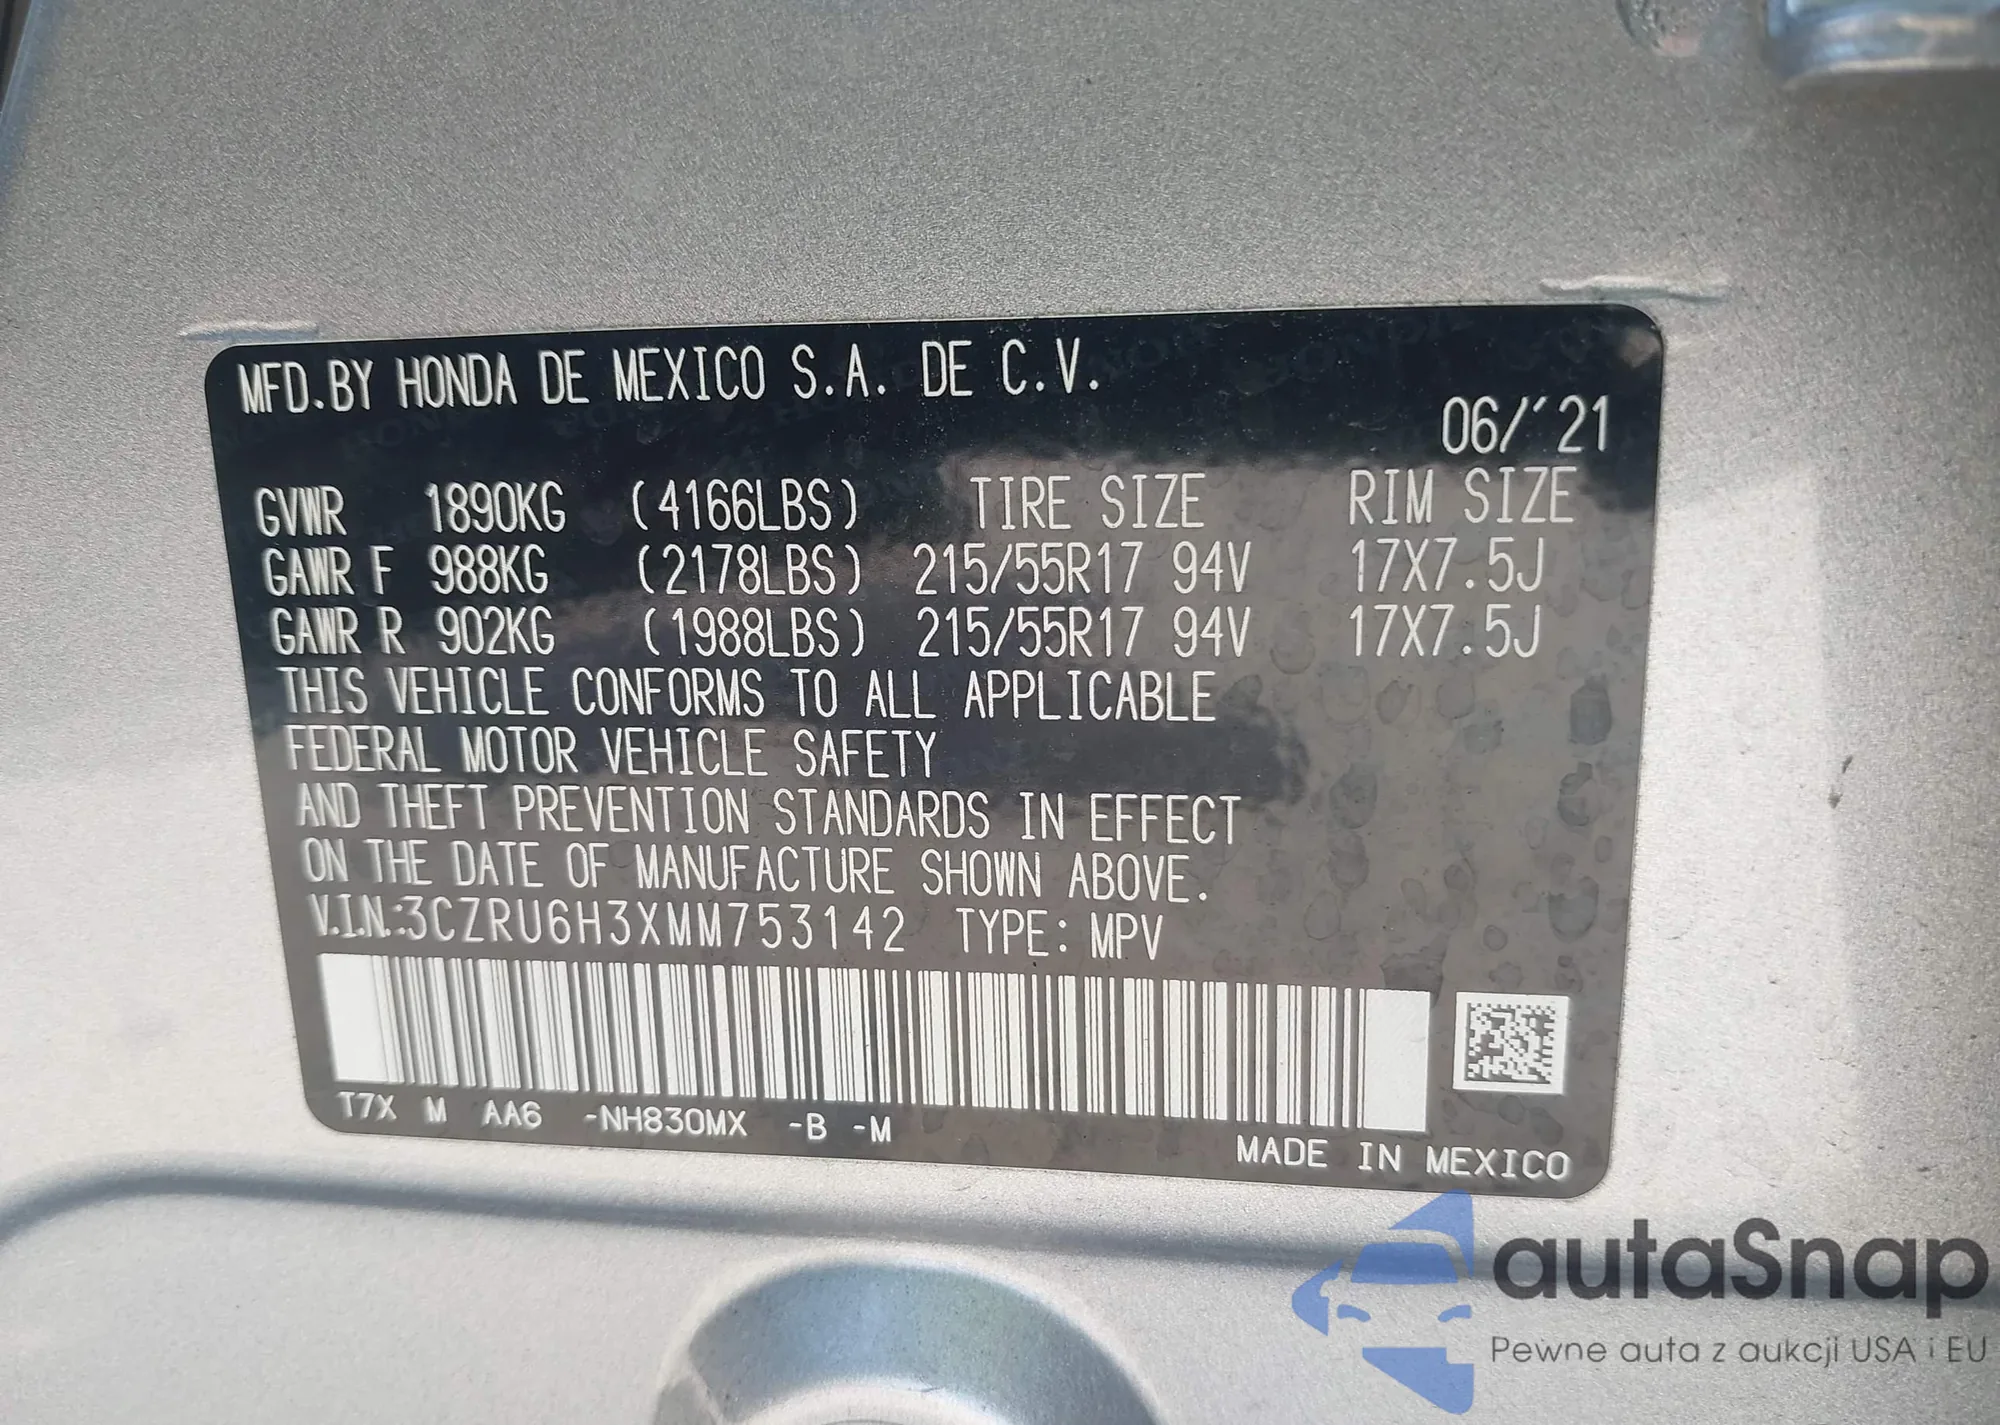 MFD.BY HONDA DE MEXICO S.A. DE C.V.
06/'21
GVWR 1890KG (4166LBS) TIRE SIZE RIM SIZE
GAWR F 988KG (2178LBS) 215/55R17 94V 17X7.5J
GAWR R 902KG (1988LBS) 215/55R17 94V 17X7.5J
THIS VEHICLE CONFORMS TO ALL APPLICABLE
FEDERAL MOTOR VEHICLE SAFETY
AND THEFT PREVENTION STANDARDS IN EFFECT
ON THE DATE OF MANUFACTURE SHOWN ABOVE.
V.I.N.:3CZRU6H3XMM753142 TYPE: MPV
T7X M AA6 -NH830MX -B -M
MADE IN MEXICO
autaSnap
Pewne auta z aukcji USA i EU